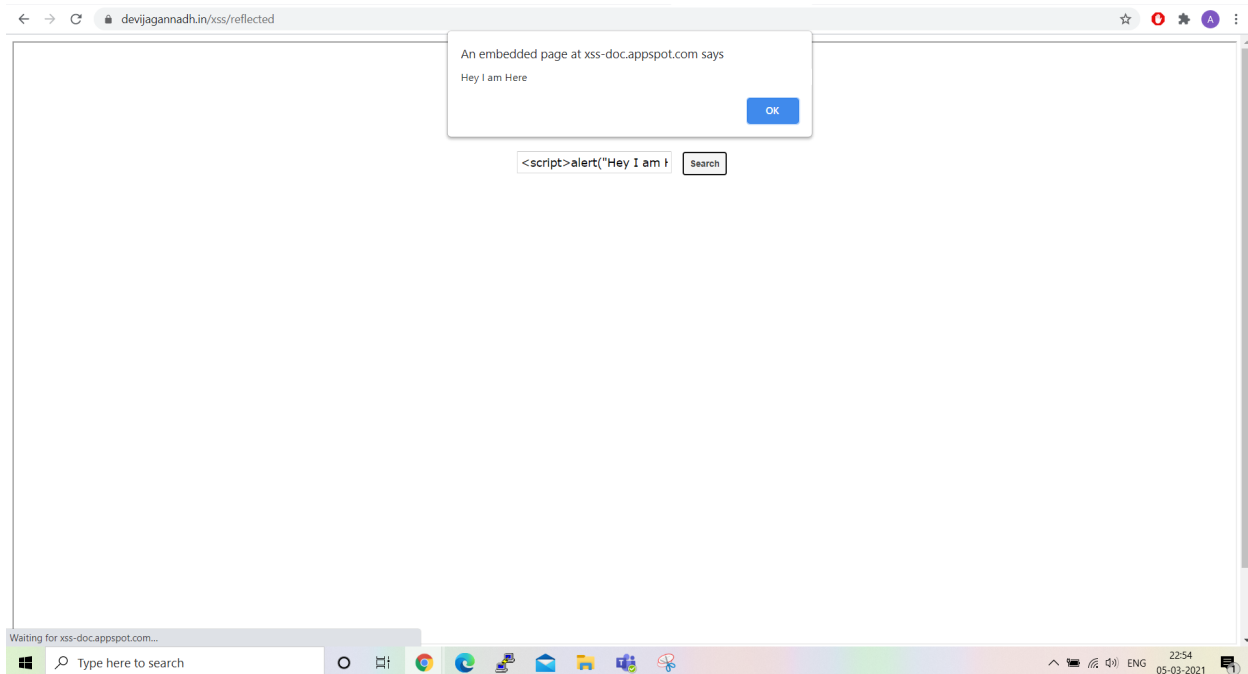 devijagannadh.in/xss/reflected
A
An embedded page at xss-doc.appspot.com says
Hey I am Here
OK
<script>alert("Hey I am H
Search
Waiting for xss-doc.appspot.com...
Type here to search
ENG
22:54
05-03-2021
1